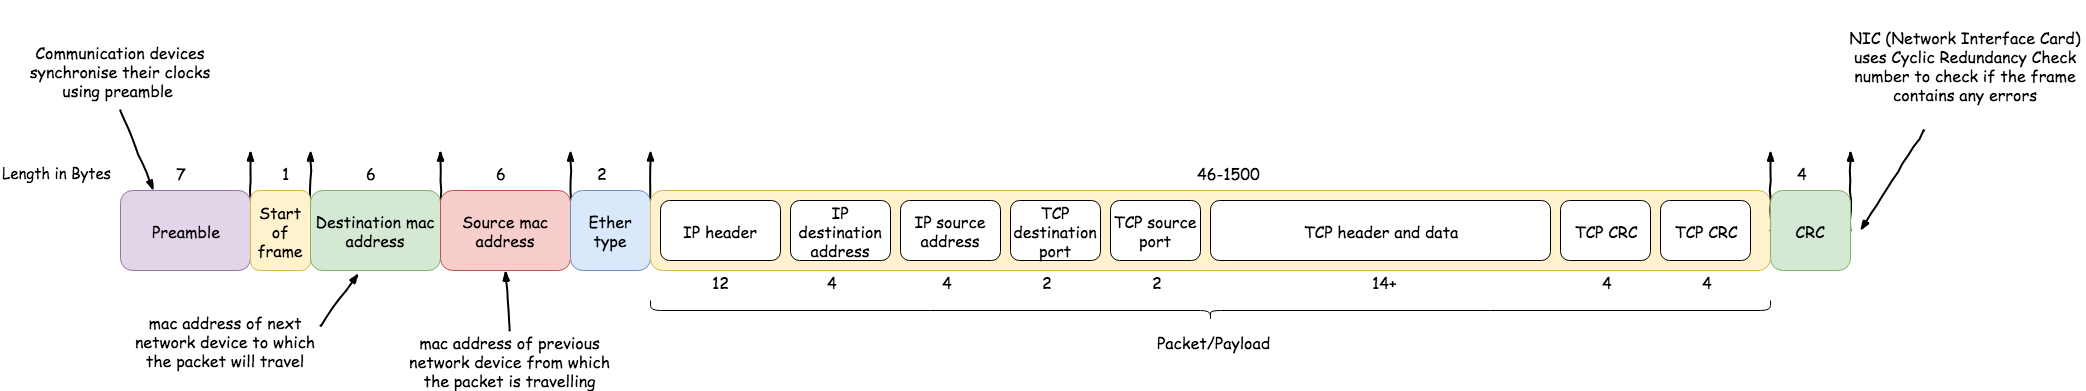 Communication devices
synchronise their clocks
using preamble
NIC (Network Interface Card)
uses Cyclic Redundancy Check
number to check if the frame
contains any errors
Length in Bytes
7
1
6
6
2
46-1500
4
Preamble
Start
of
frame
Destination mac
address
Source mac
address
Ether
type
IP header
IP
destination
address
IP source
address
TCP
destination
port
TCP source
port
TCP header and data
TCP CRC
TCP CRC
CRC
12
4
4
2
2
14+
4
4
mac address of next
network device to which
the packet will travel
mac address of previous
network device from which
the packet is travelling
Packet/Payload